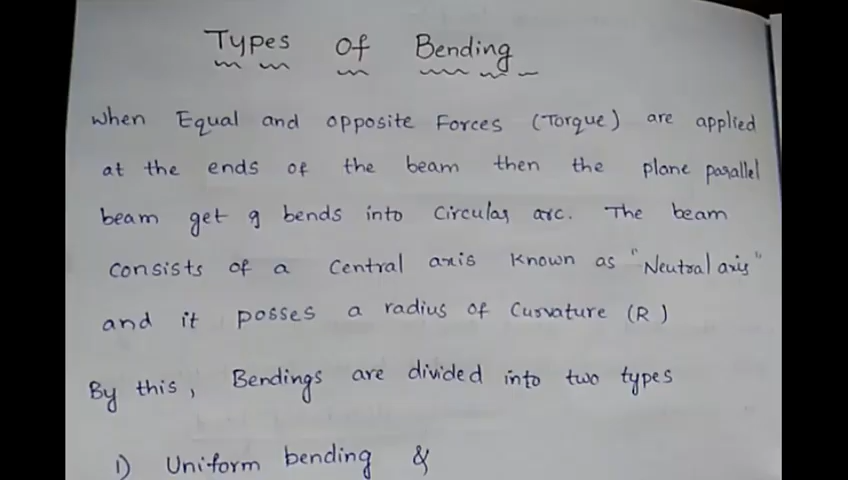 Types Of Bending
When Equal and opposite Forces (Torque) are applied
at the ends of the beam then the plane parallel
beam get g bends into Circular arc. The beam
Consists of a Central axis Known as "Neutral axis"
and it posses a radius of Curvature (R)
By this, Bendings are divided into two types
1) Uniform bending &